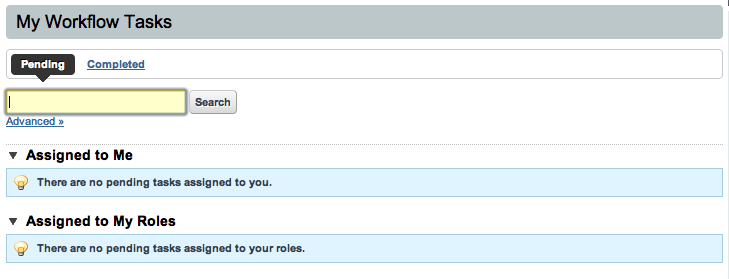 My Workflow Tasks
Pending Completed
Search
Advanced »
Assigned to Me
There are no pending tasks assigned to you.
Assigned to My Roles
There are no pending tasks assigned to your roles.